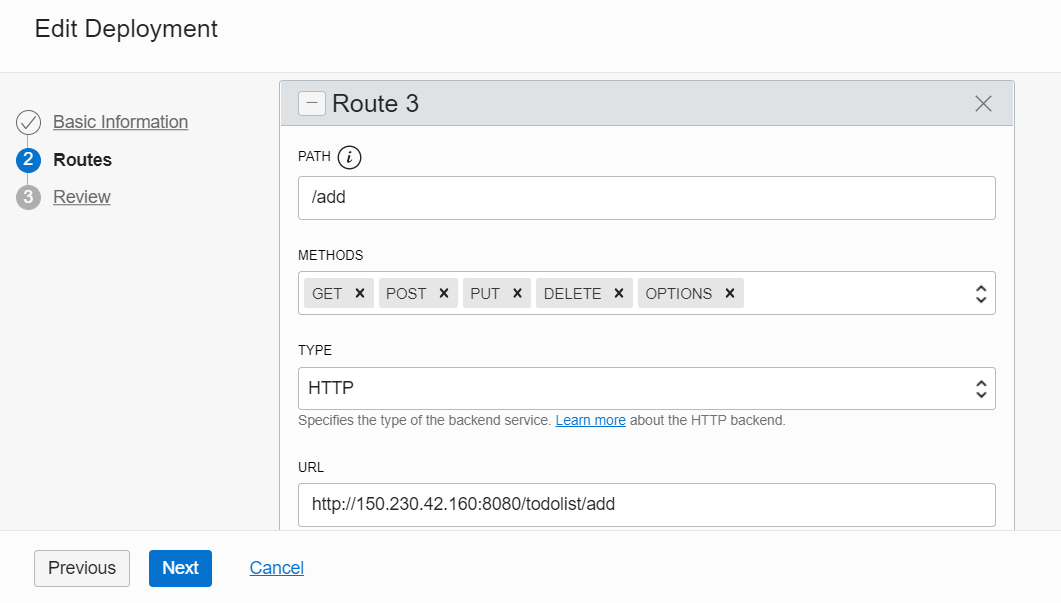 Edit Deployment
Basic Information
2 Routes
3 Review
Route 3
PATH i
/add
METHODS
GET × POST × PUT × DELETE × OPTIONS ×
TYPE
HTTP
Specifies the type of the backend service. Learn more about the HTTP backend.
URL
http://150.230.42.160:8080/todolist/add
Previous Next Cancel